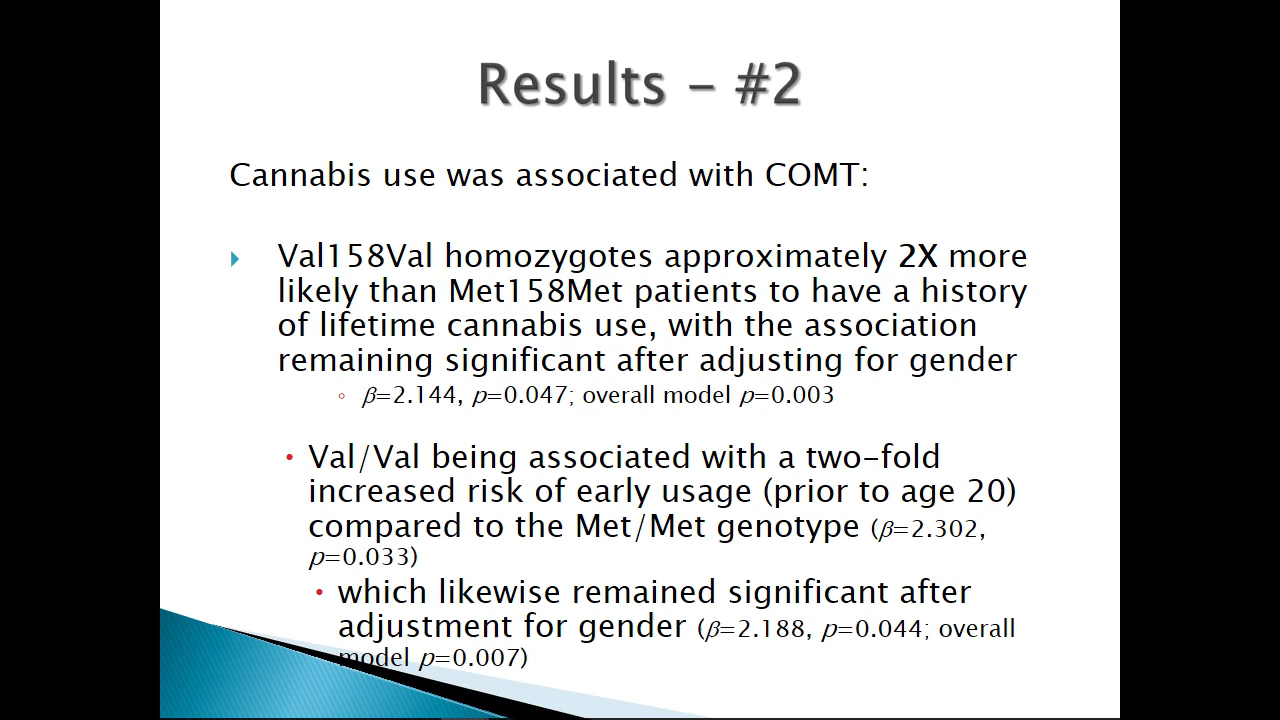 Results - #2
Cannabis use was associated with COMT:
Val158Val homozygotes approximately 2X more
likely than Met158Met patients to have a history
of lifetime cannabis use, with the association
remaining significant after adjusting for gender
β=2.144, p=0.047; overall model p=0.003
Val/Val being associated with a two-fold
increased risk of early usage (prior to age 20)
compared to the Met/Met genotype (β=2.302,
p=0.033)
which likewise remained significant after
adjustment for gender (β=2.188, p=0.044; overall
model p=0.007)